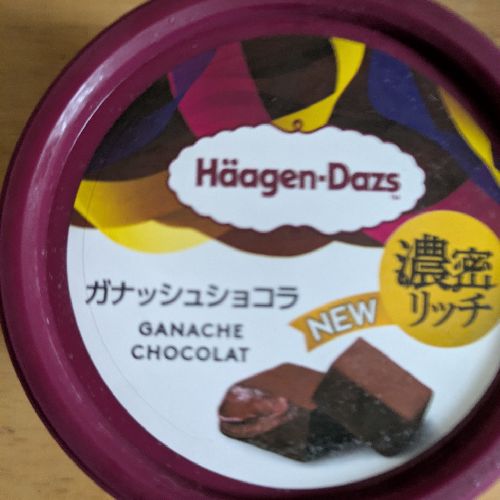 Häagen-Dazs
TM
濃密
リッチ
ガナッシュショコラ
NEW
GANACHE
CHOCOLAT